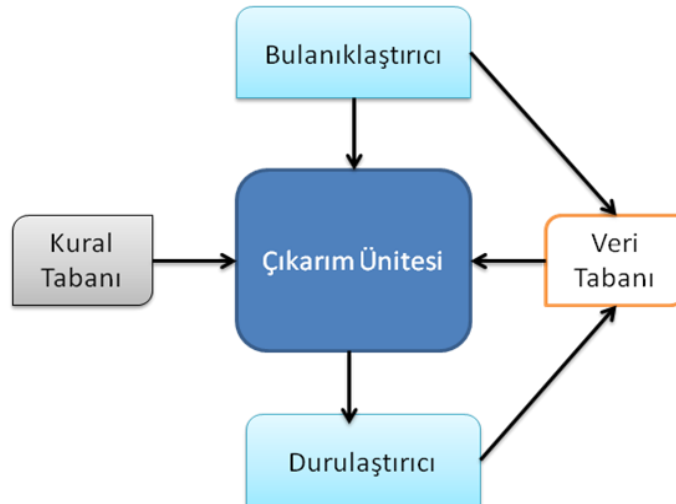 Bulanıklaştırıcı
Kural
Tabanı
Çıkarım Ünitesi
Veri
Tabanı
Durulaştırıcı